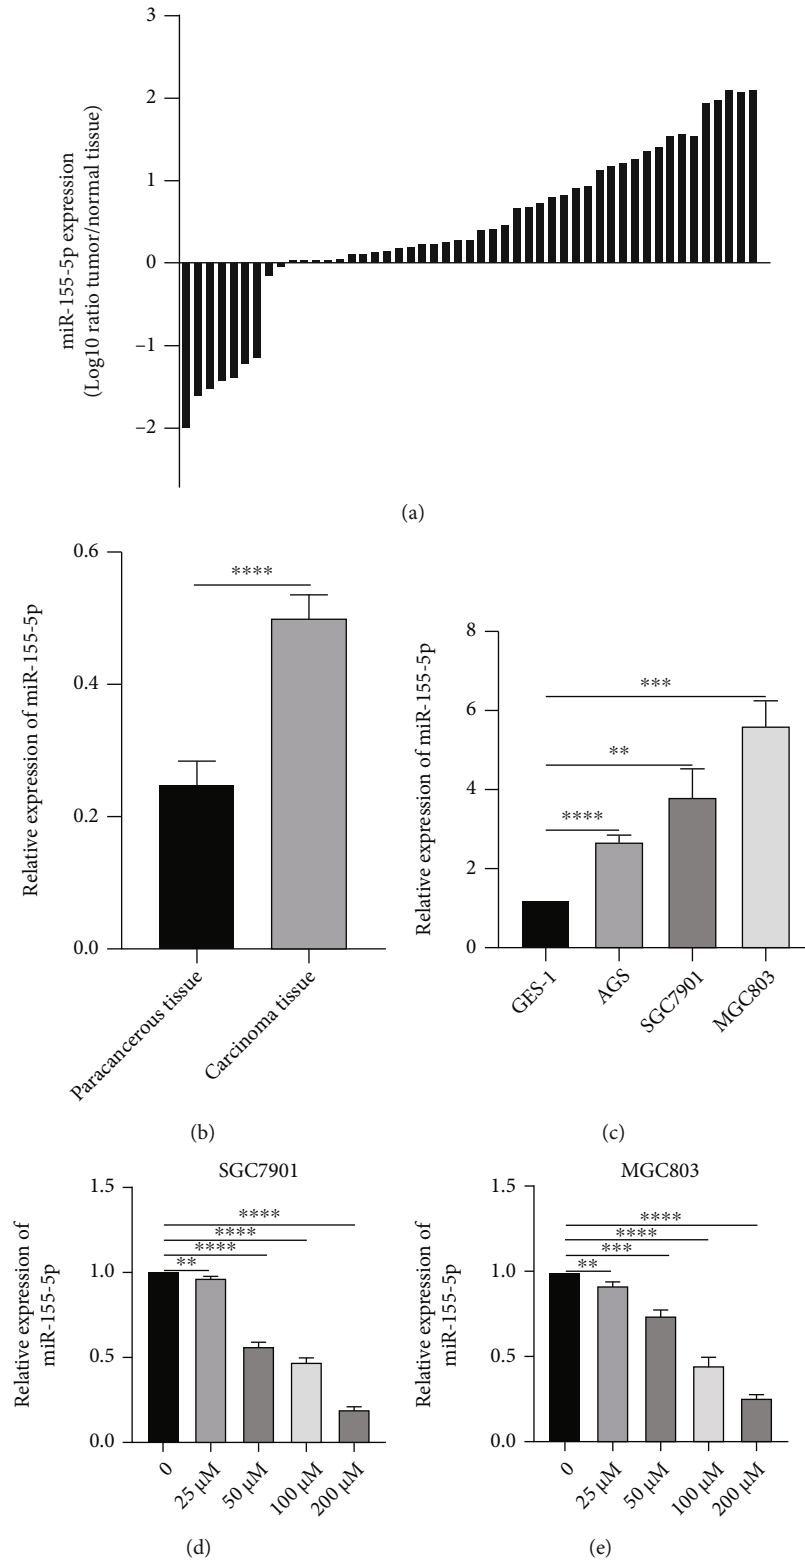 3
2
1
0
−1
−2
miR-155-5p expression
(Log10 ratio tumor/normal tissue)
(a)
0.6
0.4
0.2
0.0
Relative expression of miR-155-5p
****
Paracancerous tissue
Carcinoma tissue
(b)
8
6
4
2
0
Relative expression of miR-155-5p
***
**
****
GES-1
AGS
SGC7901
MGC803
(c)
SGC7901
1.5
1.0
0.5
0.0
Relative expression of
miR-155-5p
****
****
****
**
0
25 μM
50 μM
100 μM
200 μM
(d)
MGC803
1.5
1.0
0.5
0.0
Relative expression of
miR-155-5p
****
****
***
**
0
25 μM
50 μM
100 μM
200 μM
(e)